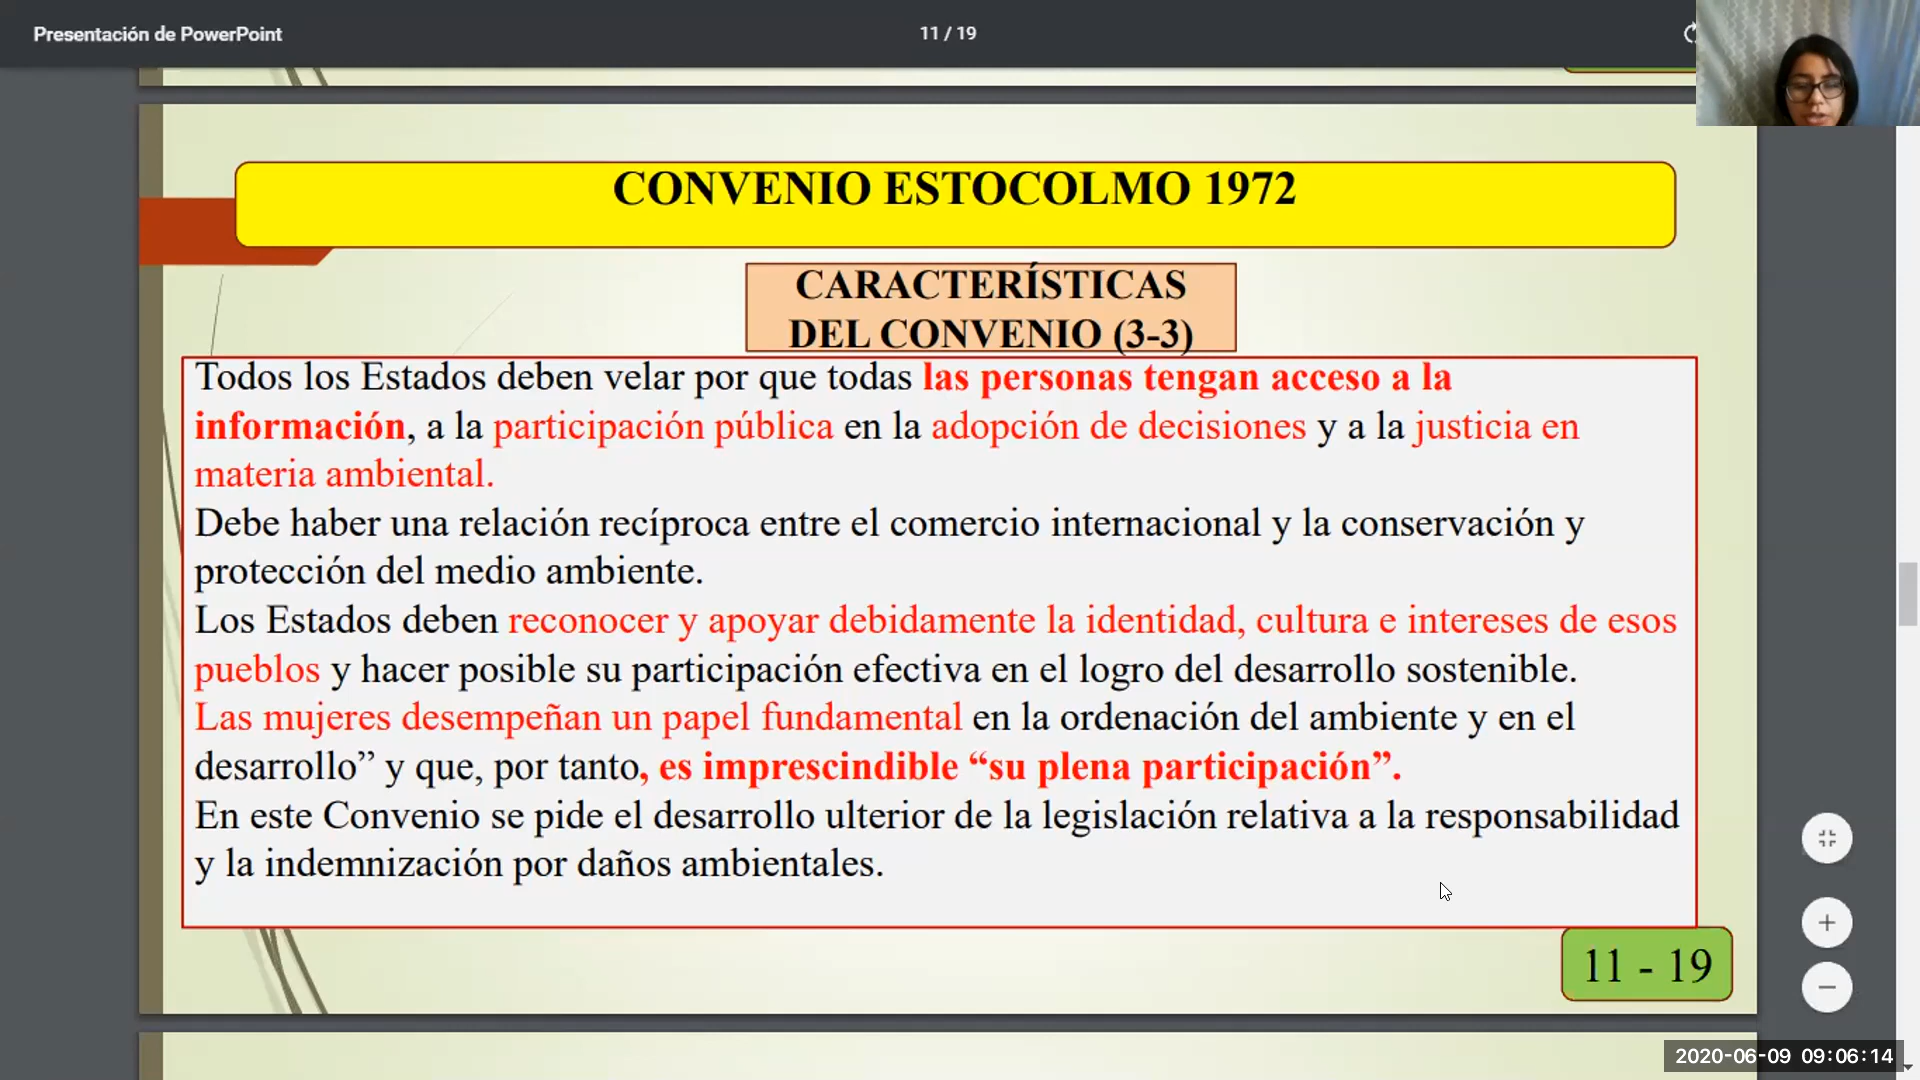 Presentación de PowerPoint
11 / 19
CONVENIO ESTOCOLMO 1972
CARACTERÍSTICAS
DEL CONVENIO (3-3)
Todos los Estados deben velar por que todas las personas tengan acceso a la
información, a la participación pública en la adopción de decisiones y a la justicia en
materia ambiental.
Debe haber una relación recíproca entre el comercio internacional y la conservación y
protección del medio ambiente.
Los Estados deben reconocer y apoyar debidamente la identidad, cultura e intereses de esos
pueblos y hacer posible su participación efectiva en el logro del desarrollo sostenible.
Las mujeres desempeñan un papel fundamental en la ordenación del ambiente y en el
desarrollo” y que, por tanto, es imprescindible “su plena participación”.
En este Convenio se pide el desarrollo ulterior de la legislación relativa a la responsabilidad
y la indemnización por daños ambientales.
11 - 19
2020-06-09 09:06:14